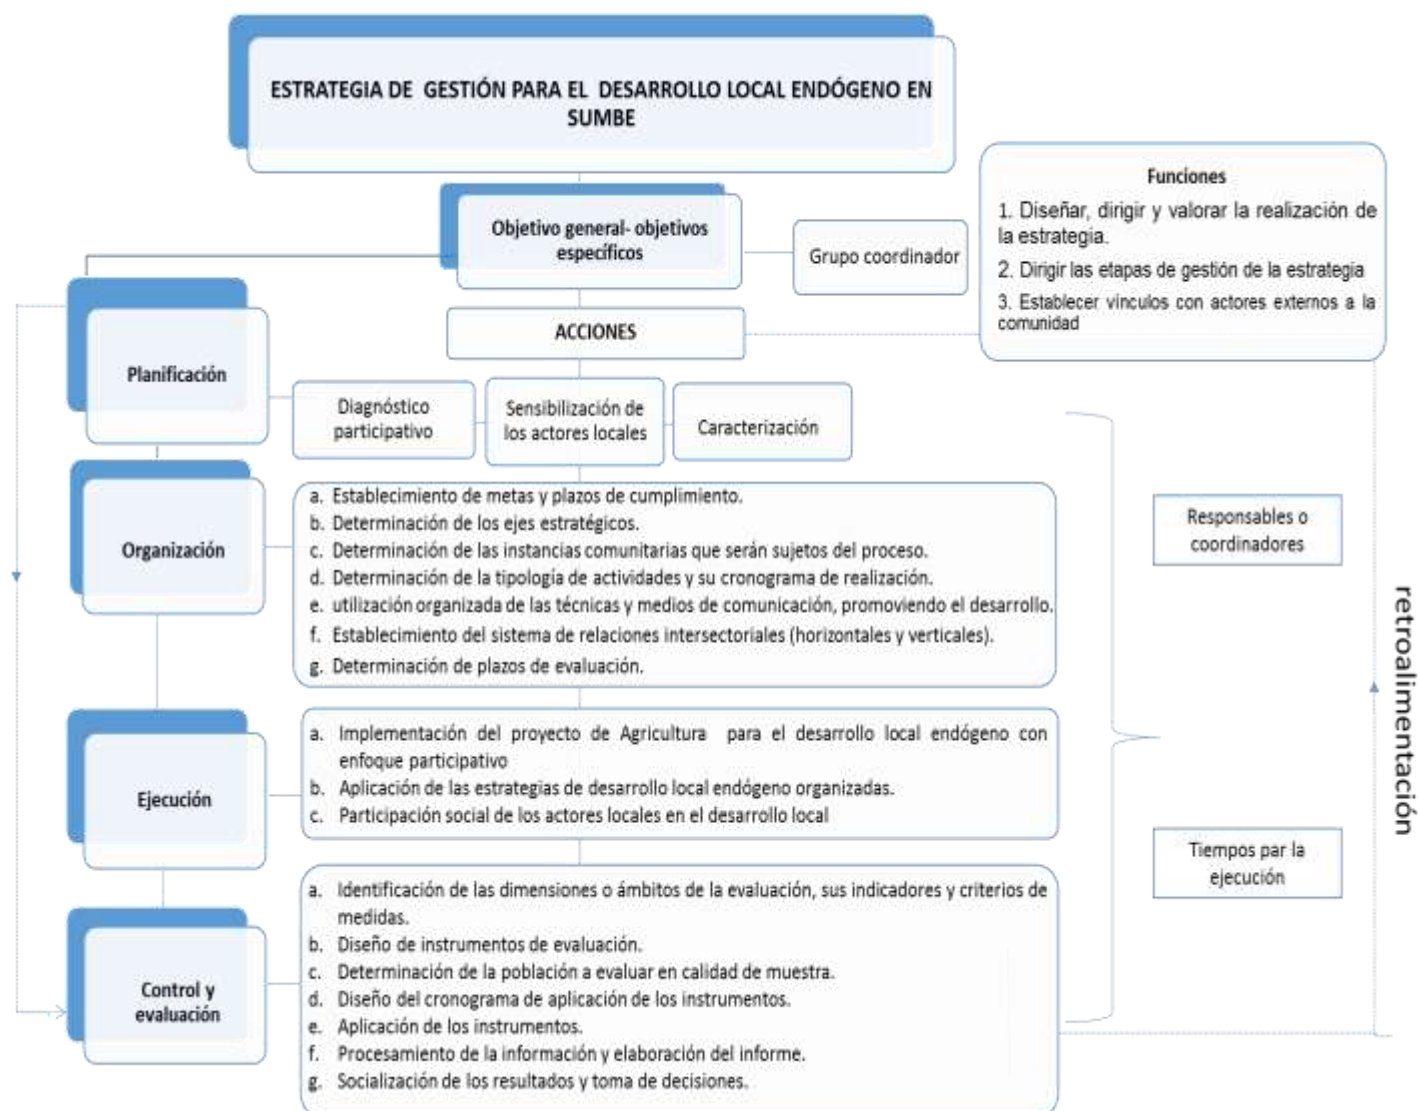 ESTRATEGIA DE GESTIÓN PARA EL DESARROLLO LOCAL ENDÓGENO EN
SUMBE
Objetivo general- objetivos
específicos
Grupo coordinador
Funciones
1. Diseñar, dirigir y valorar la realización de
la estrategia.
2. Dirigir las etapas de gestión de la estrategia
3. Establecer vínculos con actores externos a la
comunidad
ACCIONES
Planificación
Diagnóstico
participativo
Sensibilización de
los actores locales
Caracterización
Organización
a. Establecimiento de metas y plazos de cumplimiento.
b. Determinación de los ejes estratégicos.
c. Determinación de las instancias comunitarias que serán sujetos del proceso.
d. Determinación de la tipología de actividades y su cronograma de realización.
e. utilización organizada de las técnicas y medios de comunicación, promoviendo el desarrollo.
f. Establecimiento del sistema de relaciones intersectoriales (horizontales y verticales).
g. Determinación de plazos de evaluación.
Responsables o
coordinadores
retroalimentación
Ejecución
a. Implementación del proyecto de Agricultura para el desarrollo local endógeno con
enfoque participativo
b. Aplicación de las estrategias de desarrollo local endógeno organizadas.
c. Participación social de los actores locales en el desarrollo local
Tiempos par la
ejecución
Control y
evaluación
a. Identificación de las dimensiones o ámbitos de la evaluación, sus indicadores y criterios de
medidas.
b. Diseño de instrumentos de evaluación.
c. Determinación de la población a evaluar en calidad de muestra.
d. Diseño del cronograma de aplicación de los instrumentos.
e. Aplicación de los instrumentos.
f. Procesamiento de la información y elaboración del informe.
g. Socialización de los resultados y toma de decisiones.